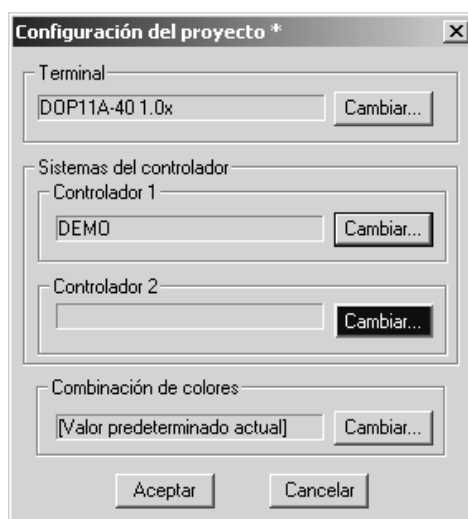 Configuración del proyecto *
Terminal
DOP11A-40 1.0x
Cambiar...
Sistemas del controlador
Controlador 1
DEMO
Cambiar...
Controlador 2
Cambiar...
Combinación de colores
[Valor predeterminado actual]
Cambiar...
Aceptar
Cancelar